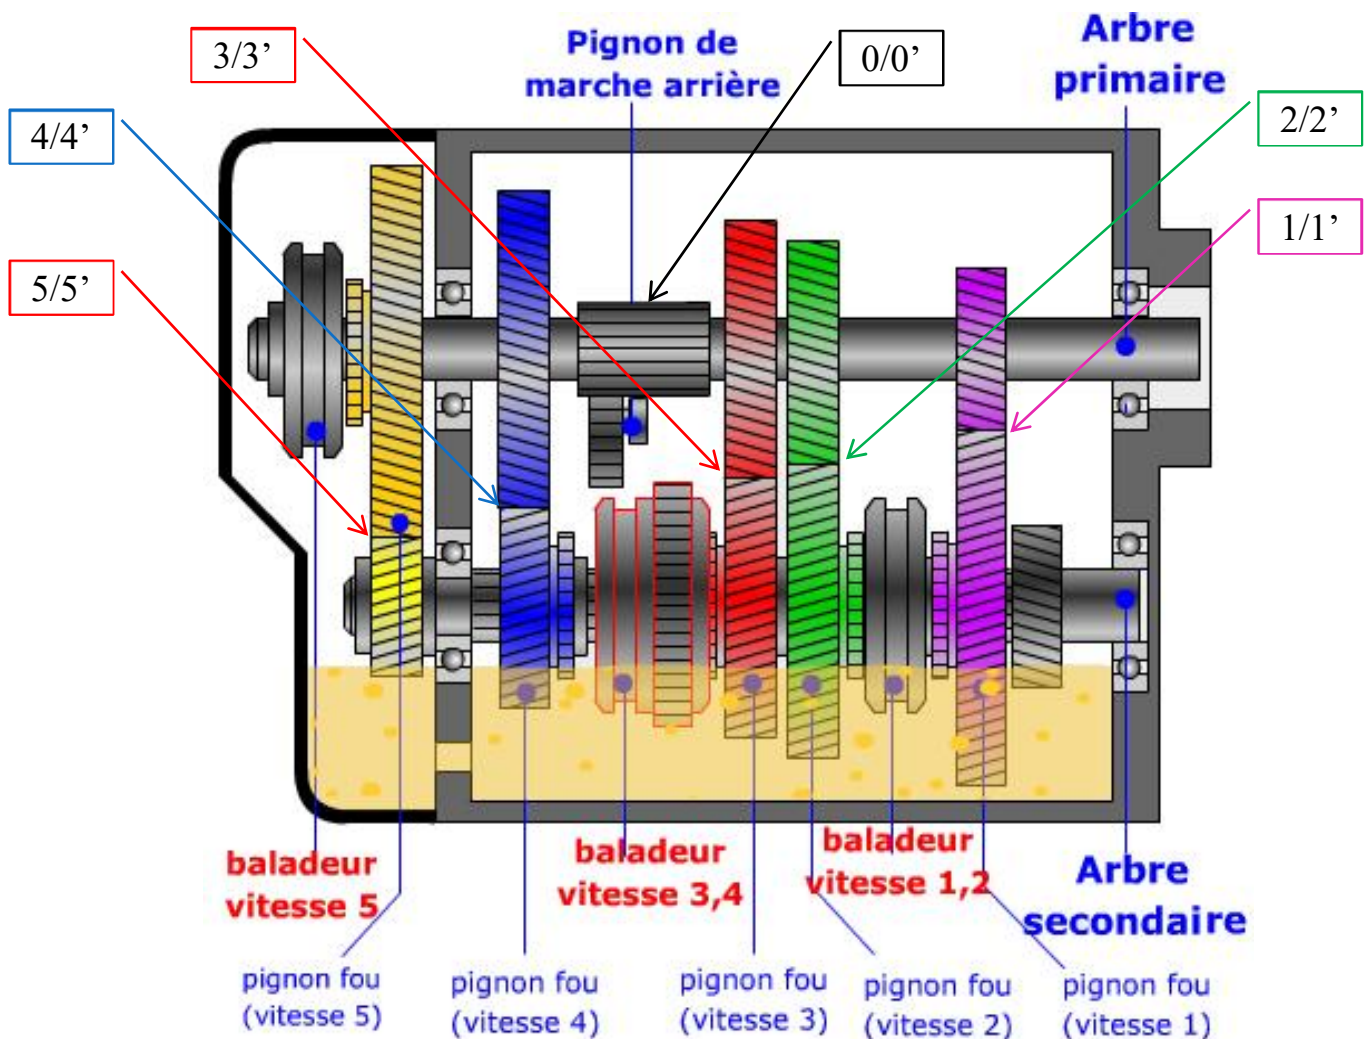 3/3’
Pignon de
marche arrière
0/0’
Arbre
primaire
4/4’
2/2’
5/5’
1/1’
baladeur
vitesse 5
baladeur
vitesse 3,4
baladeur
vitesse 1,2
Arbre
secondaire
pignon fou
(vitesse 5)
pignon fou
(vitesse 4)
pignon fou
(vitesse 3)
pignon fou
(vitesse 2)
pignon fou
(vitesse 1)